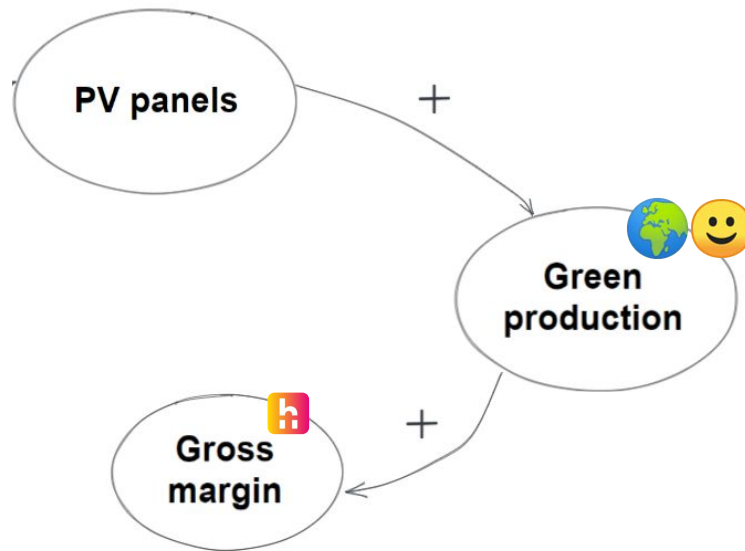 PV panels
+
Green
production
+
Gross
margin